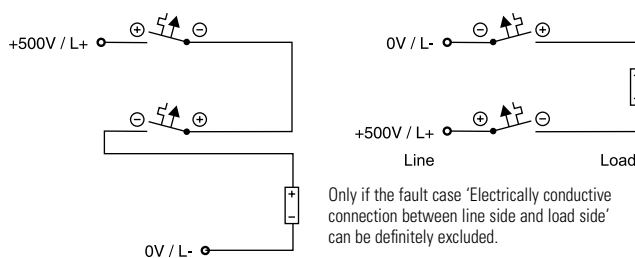 +500V / L+
+ −
− +
0V / L-
0V / L-
− +
+500V / L+
+ −
Line
Load
+
−
+
Only if the fault case ‘Electrically conductive
connection between line side and load side’
can be definitely excluded.